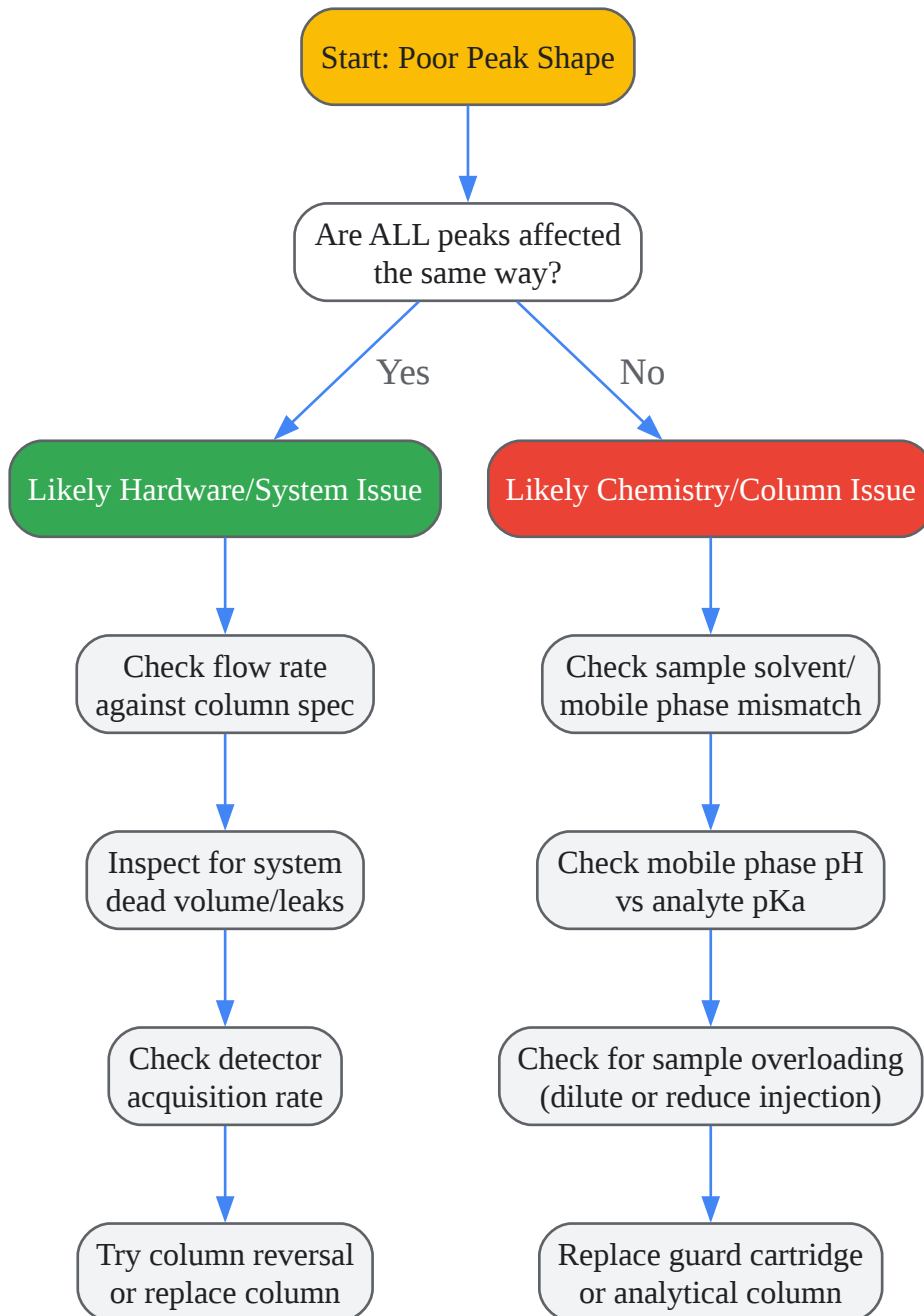 Start: Poor Peak Shape
Are ALL peaks affected
the same way?
Yes
No
Likely Hardware/System Issue
Likely Chemistry/Column Issue
Check flow rate
against column spec
Check sample solvent/
mobile phase mismatch
Inspect for system
dead volume/leaks
Check mobile phase pH
vs analyte pKa
Check detector
acquisition rate
Check for sample overloading
(dilute or reduce injection)
Try column reversal
or replace column
Replace guard cartridge
or analytical column